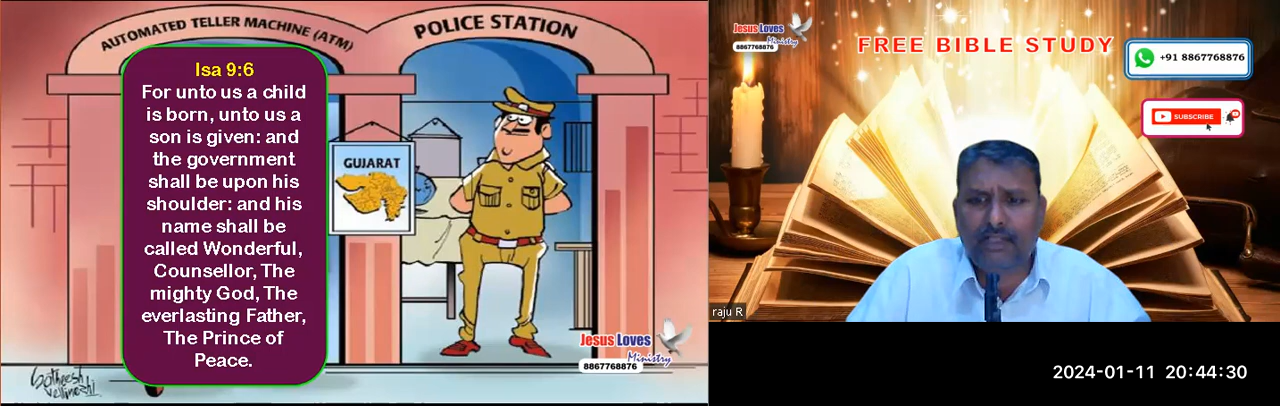 AUTOMATED TELLER MACHINE (ATM)
POLICE STATION
Isa 9:6
For unto us a child
is born, unto us a
son is given: and
the government
shall be upon his
shoulder: and his
name shall be
called Wonderful,
Counsellor, The
mighty God, The
everlasting Father,
The Prince of
Peace.
GUJARAT
Jesus Loves
Ministry
8867768876
Jesus Loves
Ministry
8867768876
FREE BIBLE STUDY
+91 8867768876
SUBSCRIBE
raju R
2024-01-11 20:44:30